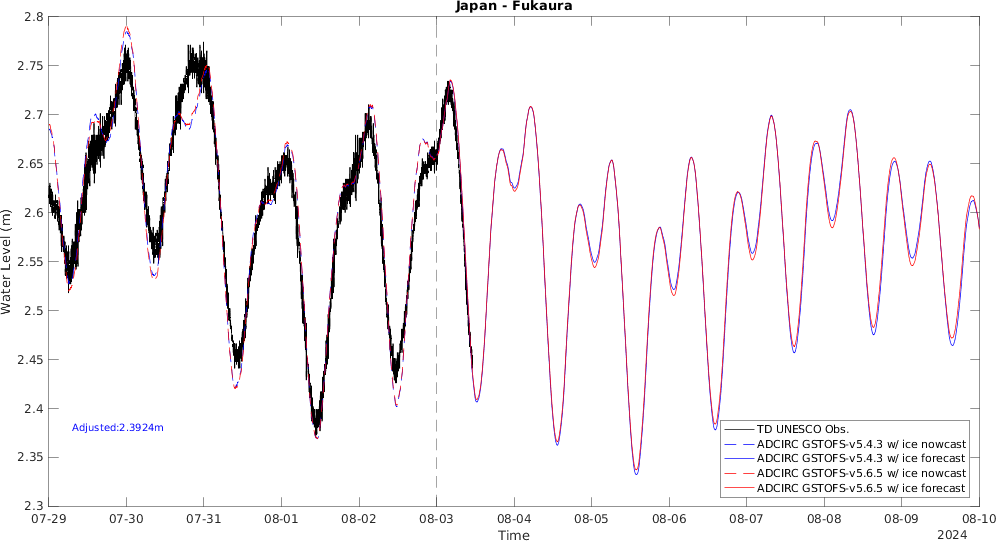 Japan - Fukaura
2.8
2.75
2.7
2.65
2.6
2.55
2.5
2.45
2.4
2.35
2.3
Water Level (m)
Adjusted:2.3924m
TD UNESCO Obs.
ADCIRC GSTOFS-v5.4.3 w/ ice nowcast
ADCIRC GSTOFS-v5.4.3 w/ ice forecast
ADCIRC GSTOFS-v5.6.5 w/ ice nowcast
ADCIRC GSTOFS-v5.6.5 w/ ice forecast
07-29 07-30 07-31 08-01 08-02 08-03 08-04 08-05 08-06 08-07 08-08 08-09 08-10
Time
2024